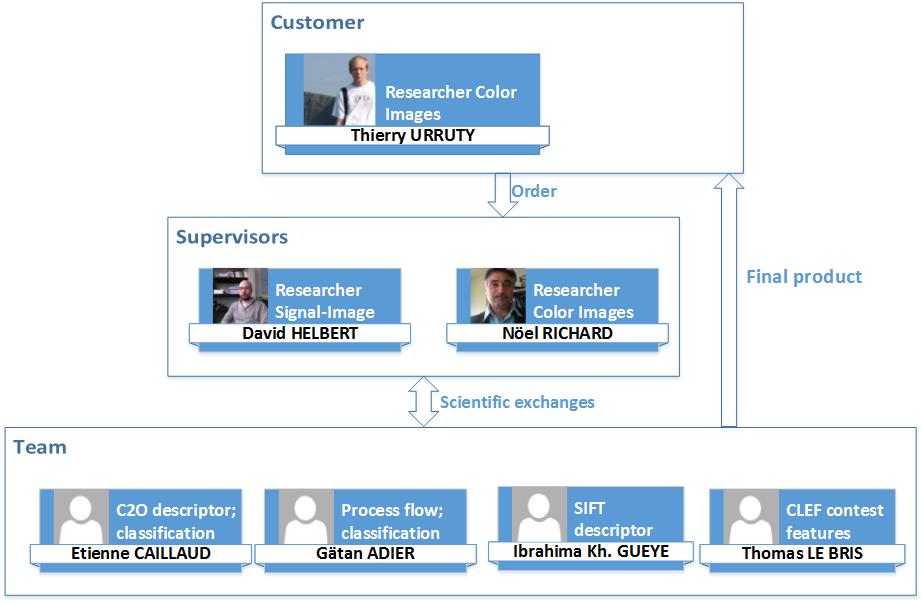 Customer
Researcher Color
Images
Thierry URRUTY
Order
Supervisors
Researcher
Signal-Image
David HELBERT
Researcher
Color Images
Nöel RICHARD
Final product
Scientific exchanges
Team
C2O descriptor;
classification
Etienne CAILLAUD
Process flow;
classification
Gätan ADIER
SIFT
descriptor
Ibrahima Kh. GUEYE
CLEF contest
features
Thomas LE BRIS